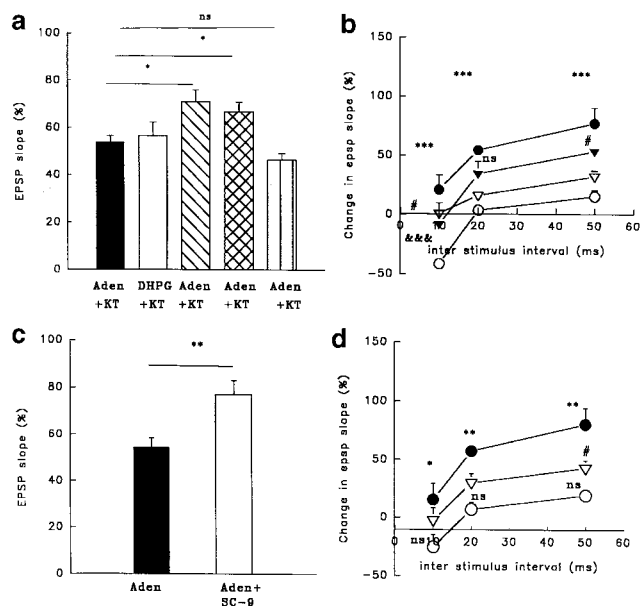 a
ns
*
*
EPSP slope (%)
100
80
60
40
20
0
Aden DHPG Aden Aden Aden
+KT +KT +KT +KT +KT
b
Change in epsp slope (%)
150
100
50
0
-50
***
***
***
ns
#
#
&&&
0 10 20 30 40 50 60
inter stimulus interval (ms)
c
**
EPSP slope (%)
100
80
60
40
20
0
Aden Aden+
SC-9
d
Change in epsp slope (%)
150
100
50
0
-50
*
**
**
#
ns
ns
ns
0 10 20 30 40 50 60
inter stimulus interval (ms)